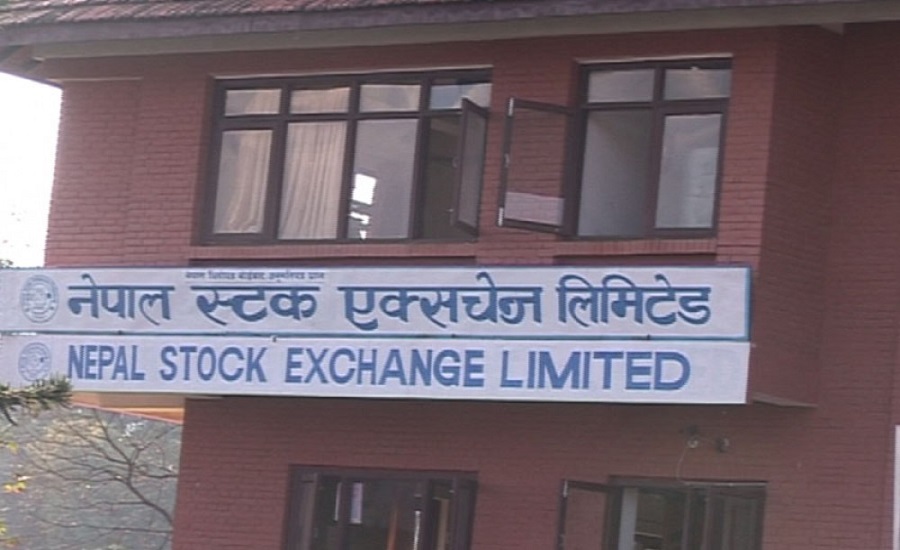 नेपाल स्टक एक्सचेन्ज लिमिटेड
NEPAL STOCK EXCHANGE LIMITED